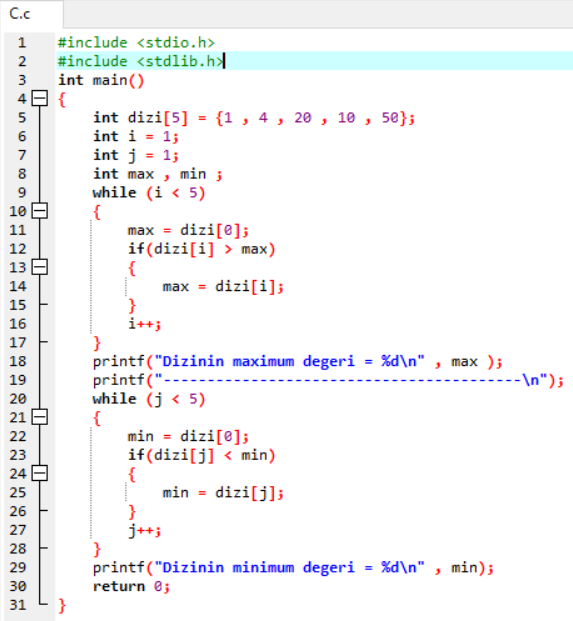 C.c
1 #include <stdio.h>
2 #include <stdlib.h>
3 int main()
4 {
5 int dizi[5] = {1 , 4 , 20 , 10 , 50};
6 int i = 1;
7 int j = 1;
8 int max , min ;
9 while (i < 5)
10 {
11 max = dizi[0];
12 if(dizi[i] > max)
13 {
14 max = dizi[i];
15 }
16 i++;
17 }
18 printf("Dizinin maximum degeri = %d\n" , max );
19 printf("-----------------------------------------\n");
20 while (j < 5)
21 {
22 min = dizi[0];
23 if(dizi[j] < min)
24 {
25 min = dizi[j];
26 }
27 j++;
28 }
29 printf("Dizinin minimum degeri = %d\n" , min);
30 return 0;
31 }